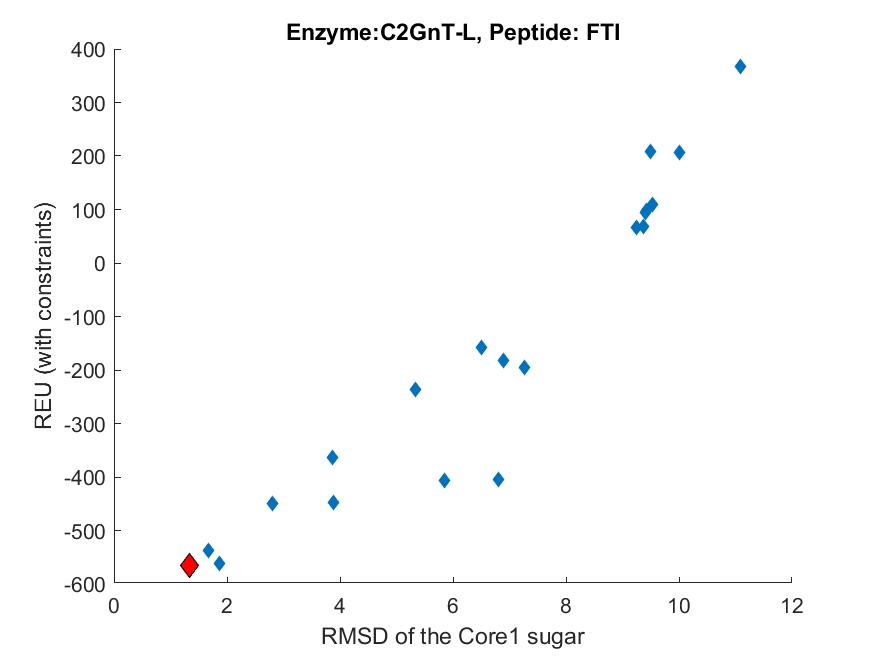 Enzyme:C2GnT-L, Peptide: FTI
400
300
200
100
0
-100
-200
-300
-400
-500
-600
REU (with constraints)
0 2 4 6 8 10 12
RMSD of the Core1 sugar